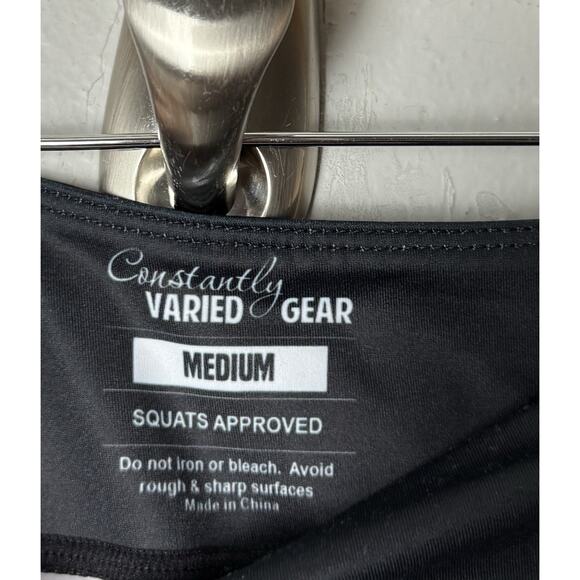 Constantly
VARIED GEAR
MEDIUM
SQUATS APPROVED
Do not iron or bleach. Avoid
rough & sharp surfaces
Made in China